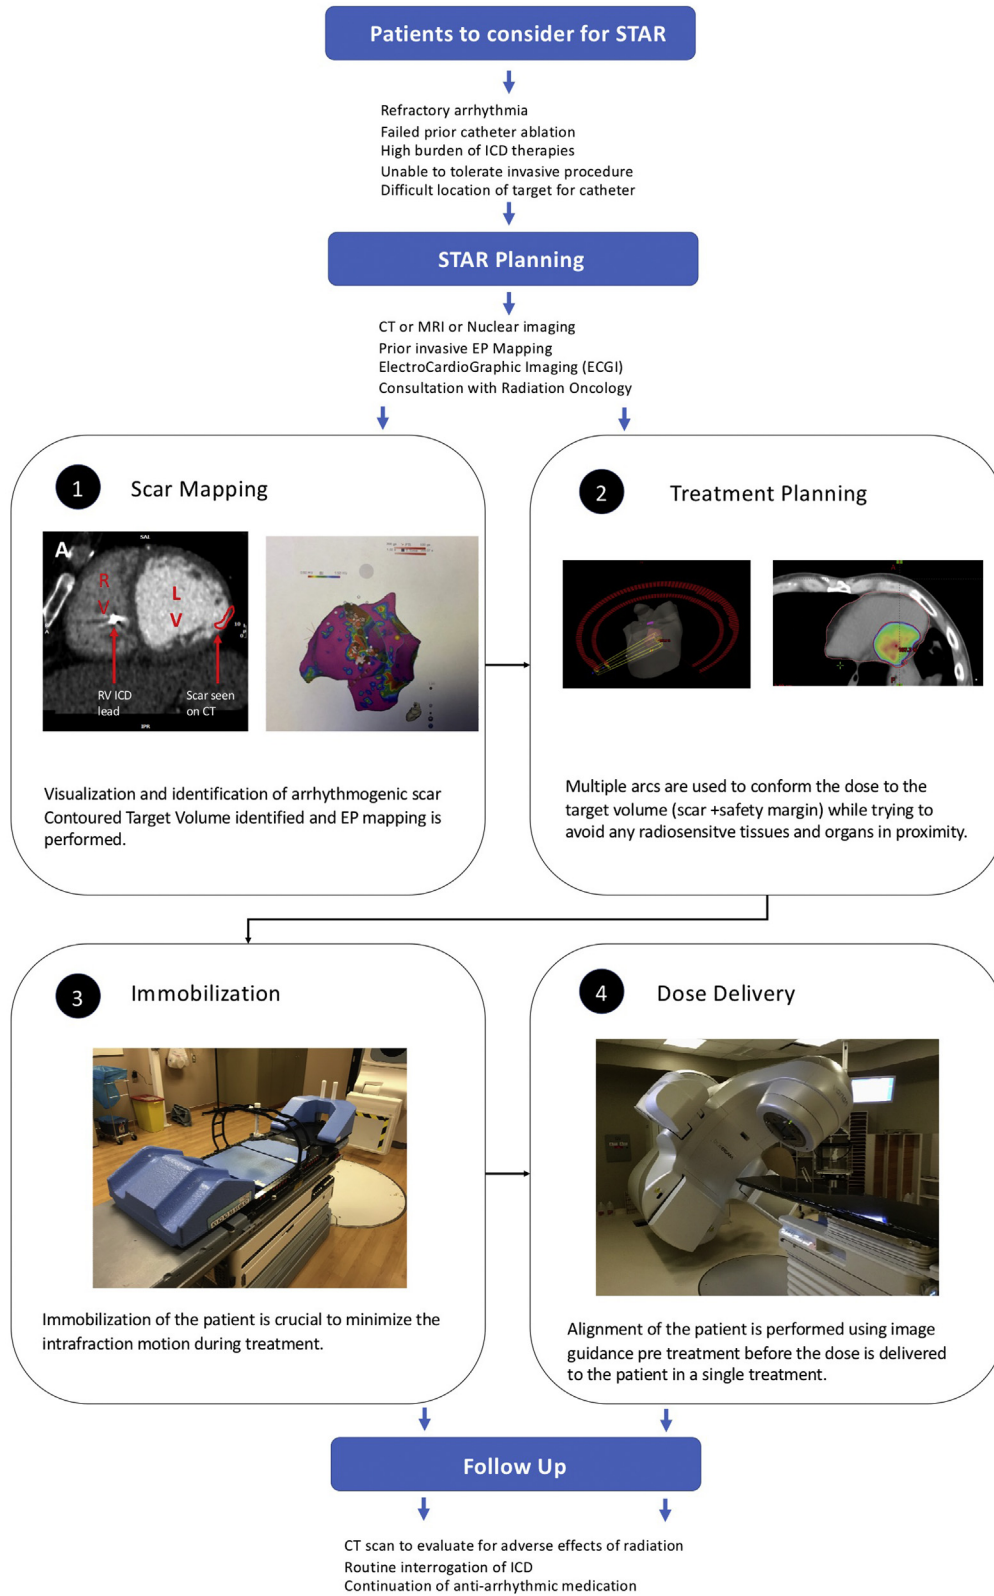 Patients to consider for STAR
Refractory arrhythmia
Failed prior catheter ablation
High burden of ICD therapies
Unable to tolerate invasive procedure
Difficult location of target for catheter
STAR Planning
CT or MRI or Nuclear imaging
Prior invasive EP Mapping
ElectroCardioGraphic Imaging (ECGI)
Consultation with Radiation Oncology
1 Scar Mapping
A
SAL
R
V
L
V
RV ICD
lead
Scar seen
on CT
Visualization and identification of arrhythmogenic scar
Contoured Target Volume identified and EP mapping is
performed.
2 Treatment Planning
A
Multiple arcs are used to conform the dose to the
target volume (scar +safety margin) while trying to
avoid any radiosensitve tissues and organs in proximity.
3 Immobilization
Immobilization of the patient is crucial to minimize the
intrafraction motion during treatment.
4 Dose Delivery
Alignment of the patient is performed using image
guidance pre treatment before the dose is delivered
to the patient in a single treatment.
Follow Up
CT scan to evaluate for adverse effects of radiation
Routine interrogation of ICD
Continuation of anti-arrhythmic medication